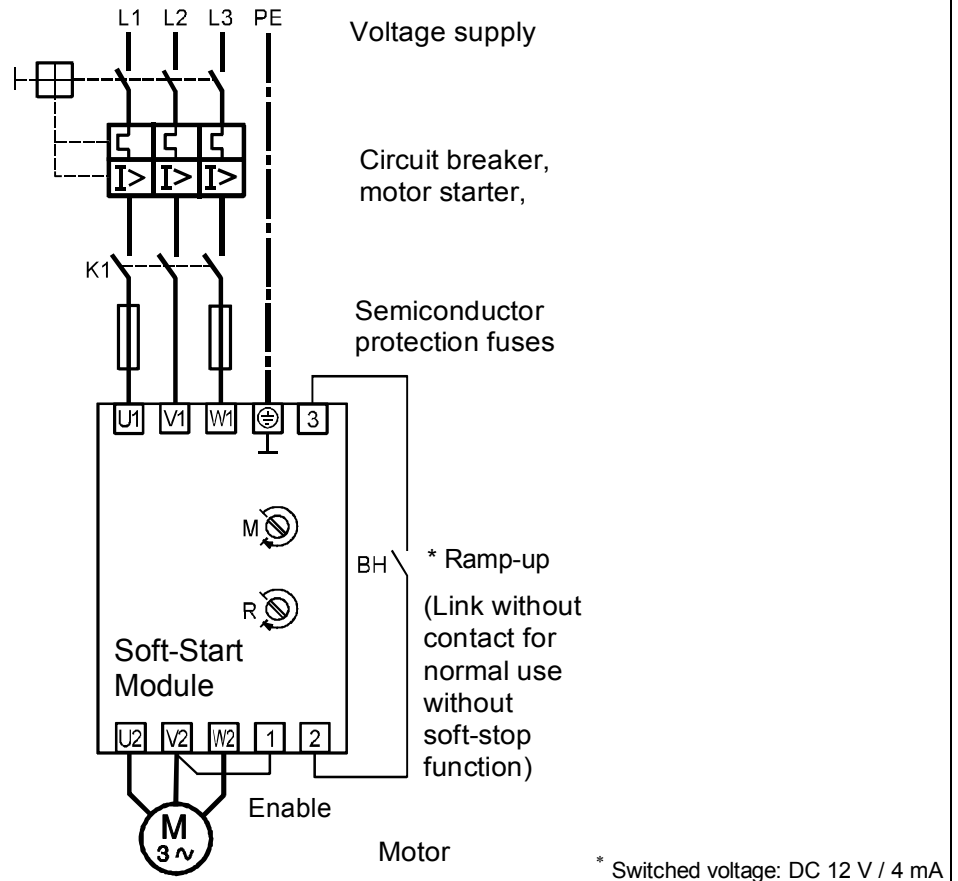 L1 L2 L3 PE
Voltage supply
Circuit breaker,
motor starter,
I> I> I>
K1
Semiconductor
protection fuses
U1 V1 W1 3
M
BH
* Ramp-up
(Link without
contact for
normal use
without
soft-stop
function)
R
Soft-Start
Module
U2 V2 W2 1 2
Enable
M
3 ∿
Motor
* Switched voltage: DC 12 V / 4 mA